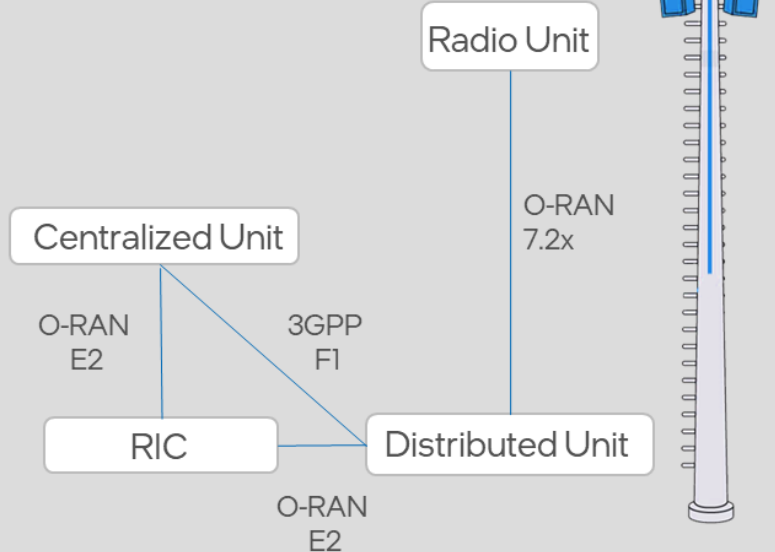 Radio Unit
O-RAN
7.2x
Centralized Unit
O-RAN
E2
3GPP
F1
RIC
Distributed Unit
O-RAN
E2